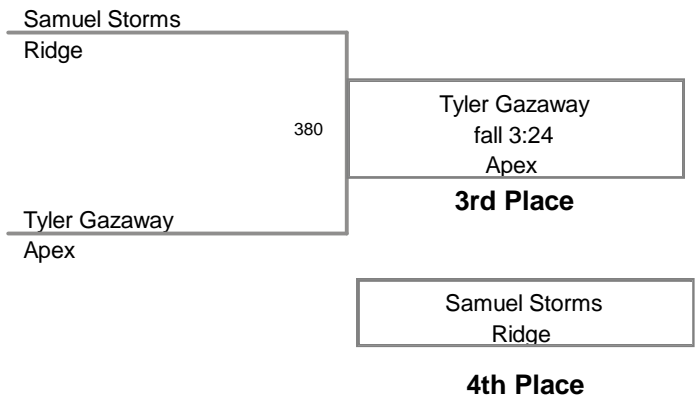 Samuel Storms
Ridge
380
Tyler Gazaway
fall 3:24
Apex
3rd Place
Tyler Gazaway
Apex
Samuel Storms
Ridge
4th Place